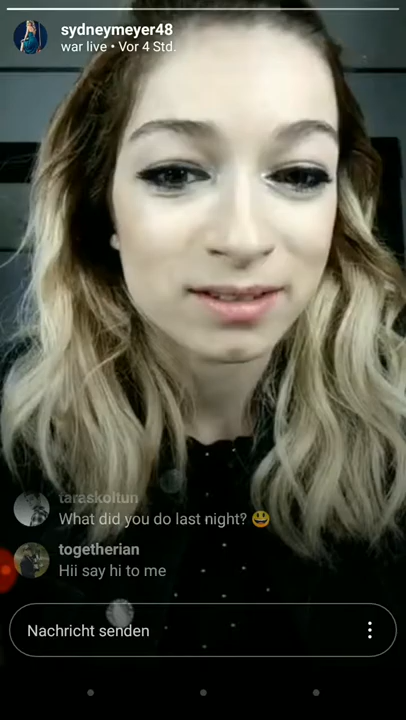 sydneymeyer48
war live • Vor 4 Std.
taraskoltun
What did you do last night? 😃
togetherian
Hii say hi to me
Nachricht senden